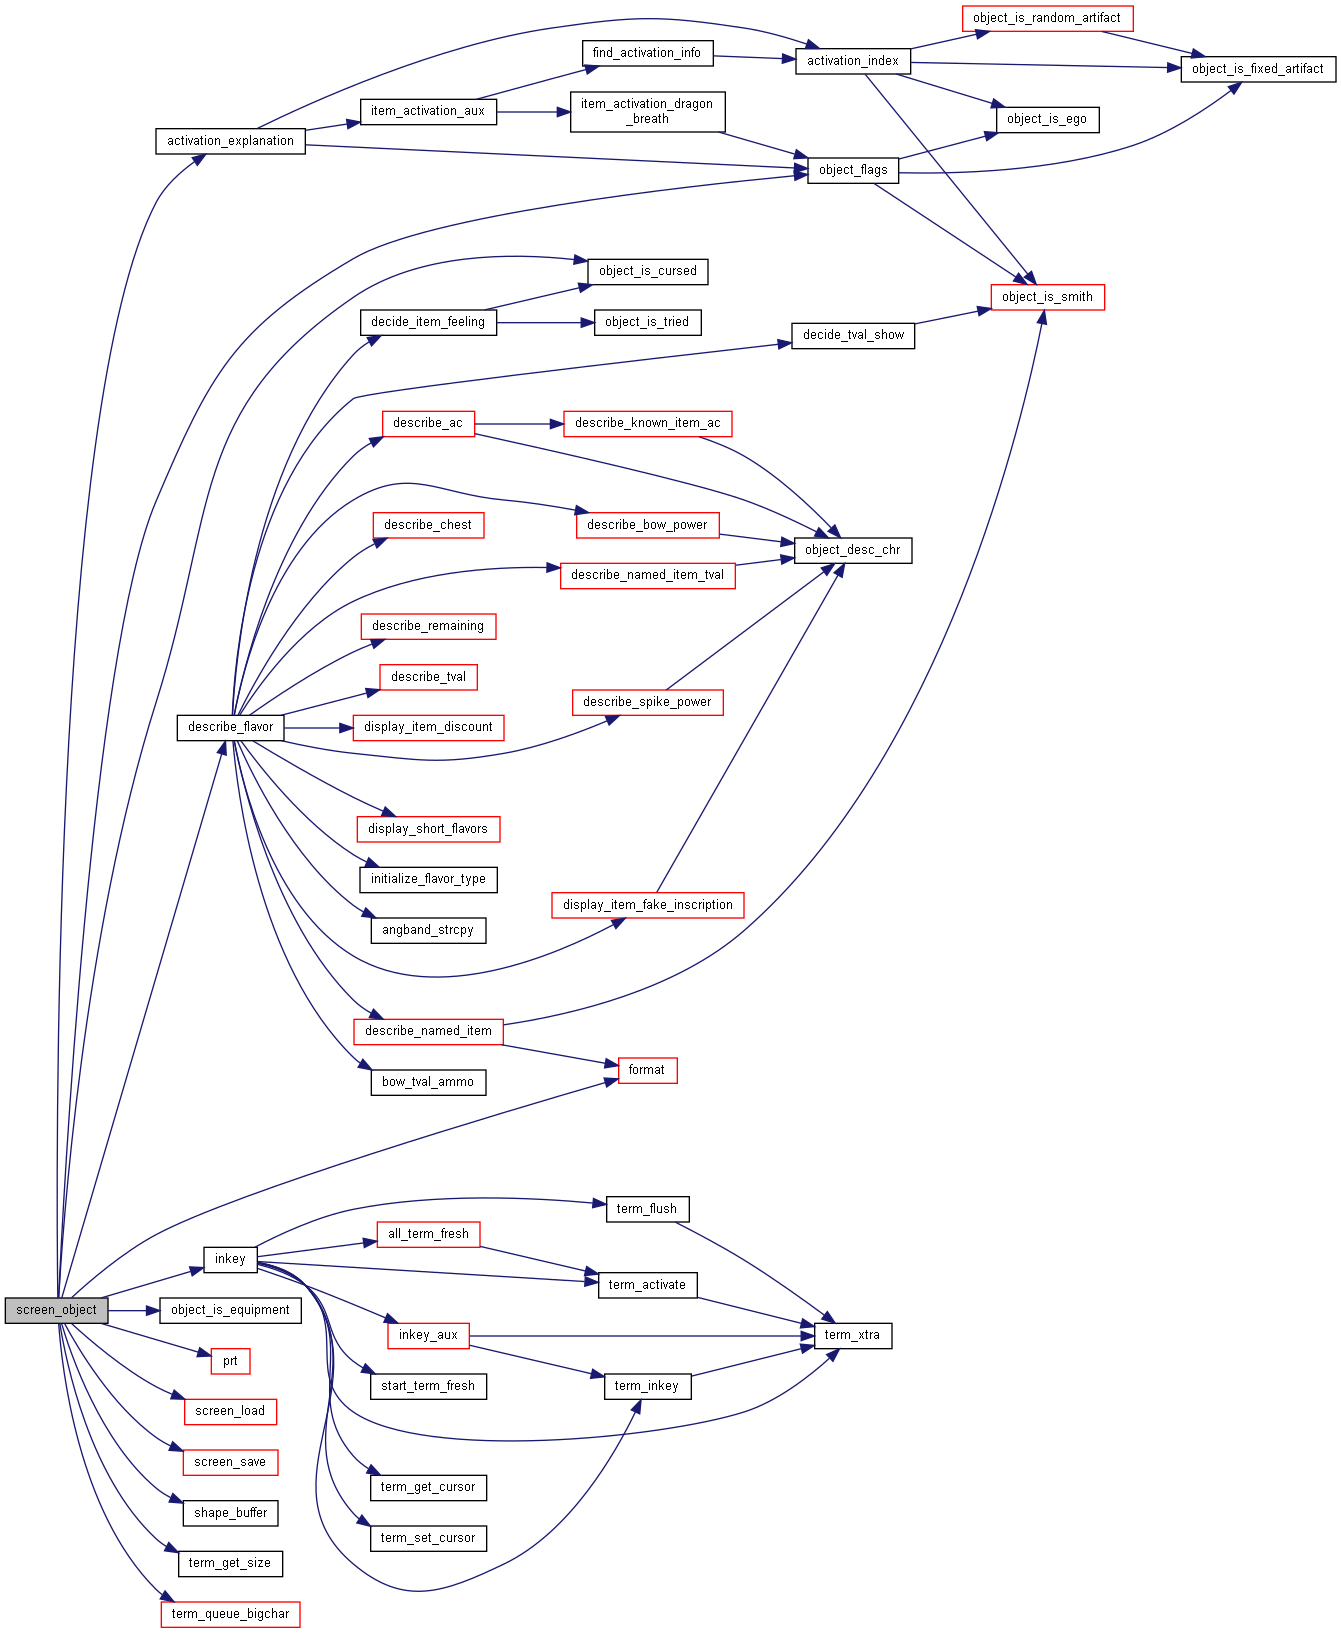 object_is_random_artifact
find_activation_info
activation_index
object_is_fixed_artifact
item_activation_aux
item_activation_dragon
_breath
object_is_ego
activation_explanation
object_flags
object_is_cursed
object_is_smith
decide_item_feeling
object_is_tried
decide_tval_show
describe_ac
describe_known_item_ac
describe_chest
describe_bow_power
object_desc_chr
describe_named_item_tval
describe_remaining
describe_tval
describe_spike_power
describe_flavor
display_item_discount
display_short_flavors
initialize_flavor_type
display_item_fake_inscription
angband_strcpy
describe_named_item
format
bow_tval_ammo
term_flush
all_term_fresh
inkey
term_activate
screen_object
object_is_equipment
inkey_aux
term_xtra
prt
start_term_fresh
term_inkey
screen_load
screen_save
term_get_cursor
shape_buffer
term_set_cursor
term_get_size
term_queue_bigchar